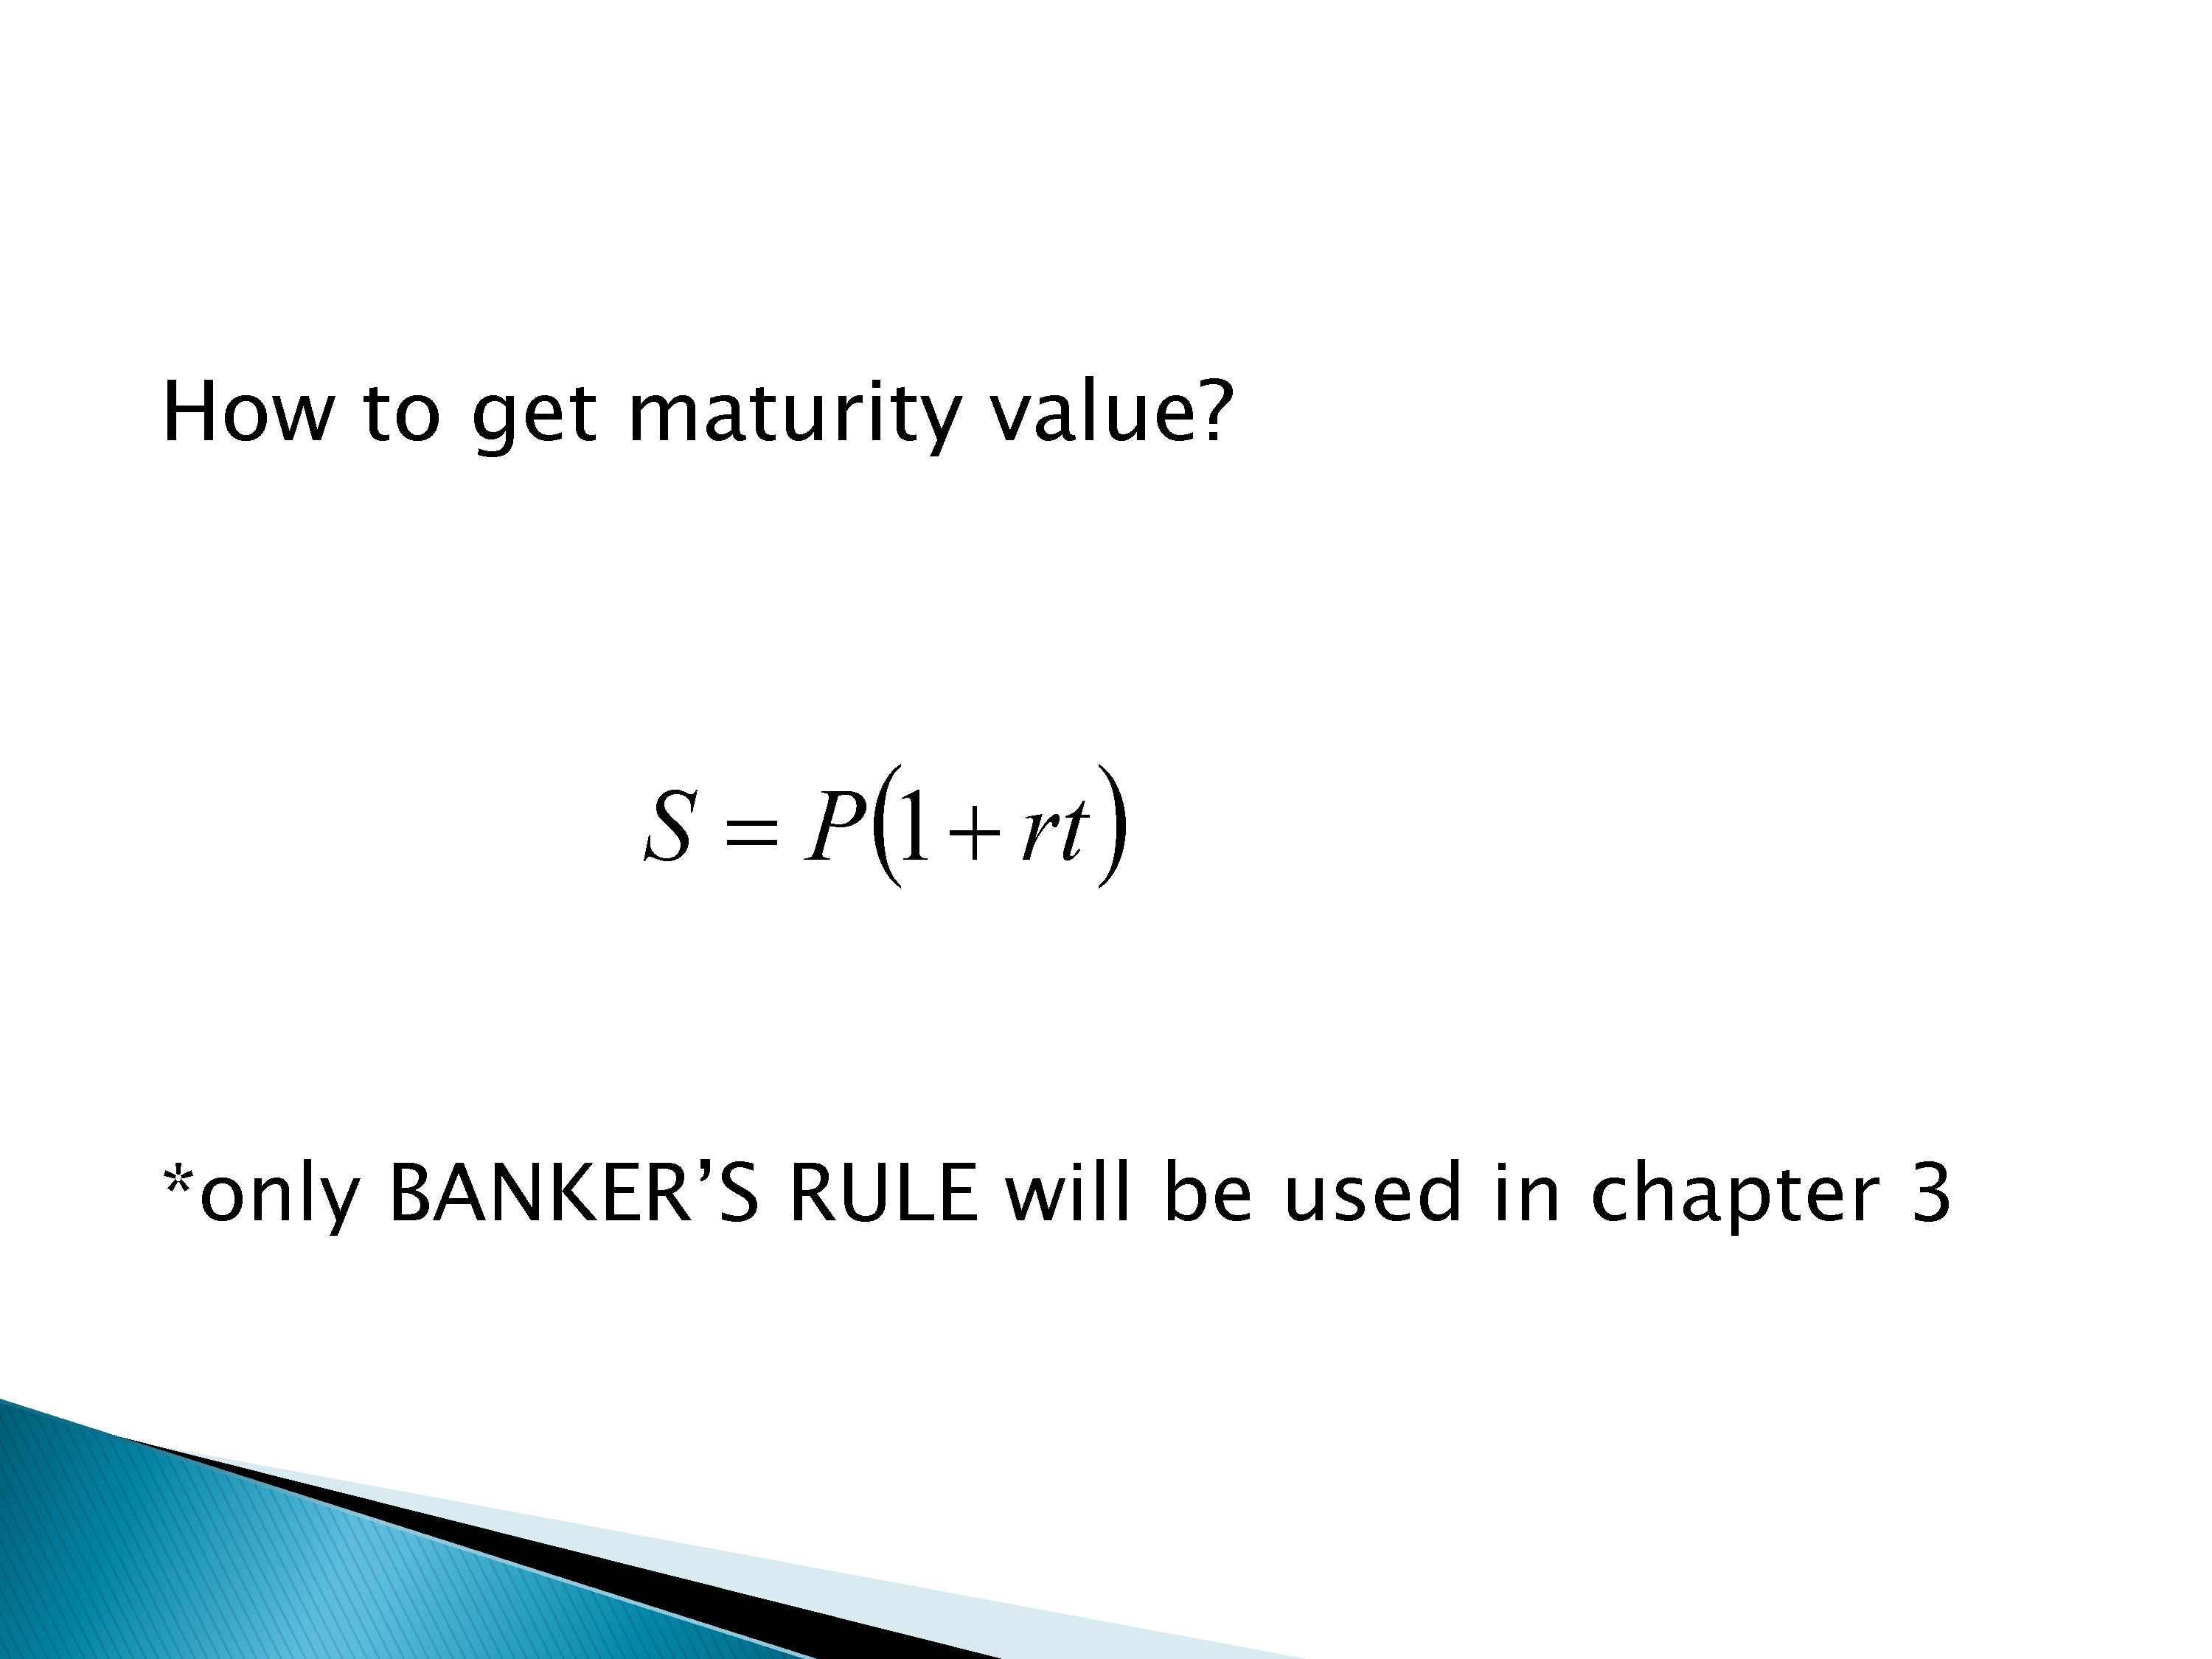 How to get maturity value?
S = P(1 + rt)
*only BANKER’S RULE will be used in chapter 3